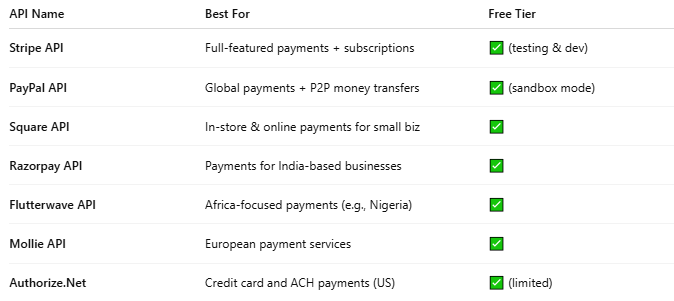 API Name Best For Free Tier
Stripe API Full-featured payments + subscriptions ✅ (testing & dev)
PayPal API Global payments + P2P money transfers ✅ (sandbox mode)
Square API In-store & online payments for small biz ✅
Razorpay API Payments for India-based businesses ✅
Flutterwave API Africa-focused payments (e.g., Nigeria) ✅
Mollie API European payment services ✅
Authorize.Net Credit card and ACH payments (US) ✅ (limited)